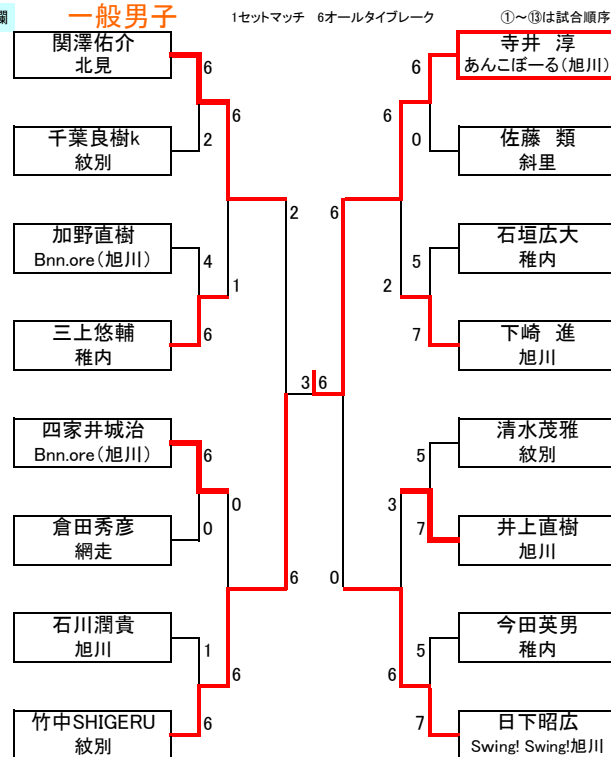 欄
一般男子
1セットマッチ 6オールタイブレーク
①～⑬は試合順序
関澤佑介
北見
6
千葉良樹k
紋別
2
6
加野直樹
Bnn.ore(旭川)
4
三上悠輔
稚内
6
1
2
四家井城治
Bnn.ore(旭川)
6
倉田秀彦
網走
0
0
石川潤貴
旭川
1
竹中SHIGERU
紋別
6
6
6
3
6
寺井 淳
あんこぼーる(旭川)
6
佐藤 類
斜里
0
6
石垣広大
稚内
5
下崎 進
旭川
7
2
6
清水茂雅
紋別
5
井上直樹
旭川
7
3
今田英男
稚内
5
日下昭広
Swing! Swing!旭川
7
6
0